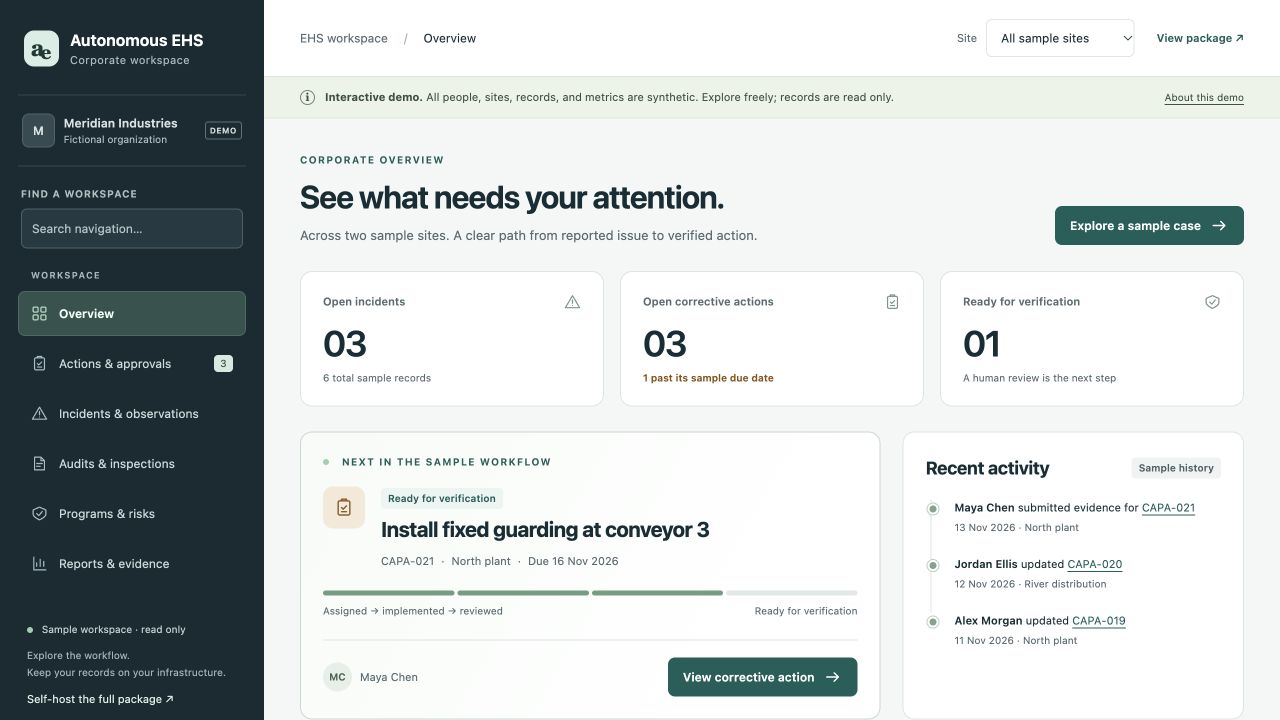 ae
Autonomous EHS
Corporate workspace
M
Meridian Industries
Fictional organization
DEMO
FIND A WORKSPACE
Search navigation...
WORKSPACE
Overview
Actions & approvals
3
Incidents & observations
Audits & inspections
Programs & risks
Reports & evidence
Sample workspace · read only
Explore the workflow.
Keep your records on your infrastructure.
Self-host the full package ↗
EHS workspace / Overview
Site
All sample sites
View package ↗
Interactive demo. All people, sites, records, and metrics are synthetic. Explore freely; records are read only.
About this demo
CORPORATE OVERVIEW
See what needs your attention.
Across two sample sites. A clear path from reported issue to verified action.
Explore a sample case →
Open incidents
03
6 total sample records
Open corrective actions
03
1 past its sample due date
Ready for verification
01
A human review is the next step
NEXT IN THE SAMPLE WORKFLOW
Ready for verification
Install fixed guarding at conveyor 3
CAPA-021 · North plant · Due 16 Nov 2026
Assigned → implemented → reviewed
Ready for verification
MC
Maya Chen
View corrective action →
Recent activity
Sample history
Maya Chen submitted evidence for CAPA-021
13 Nov 2026 · North plant
Jordan Ellis updated CAPA-020
12 Nov 2026 · River distribution
Alex Morgan updated CAPA-019
11 Nov 2026 · North plant